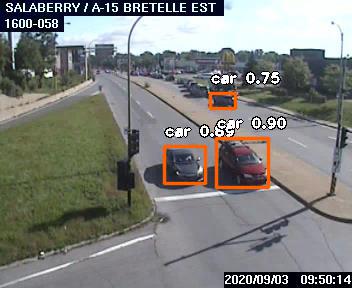 SALABERRY / A-15 BRETELLE EST
1600-058
car 0.75
car 0.89
car 0.90
2020/09/03 09:50:14